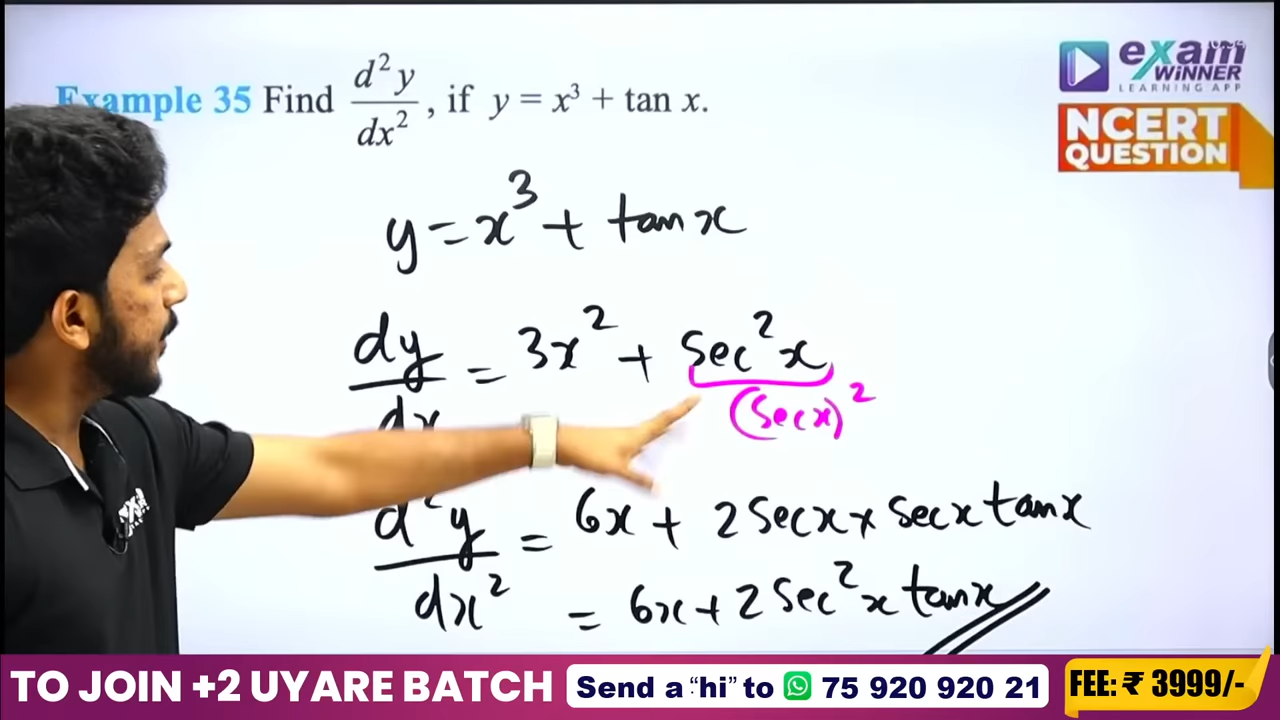 Example 35 Find d²y/dx², if y = x³ + tan x.
exam
WiNNER
LEARNING APP
NCERT
QUESTION
y = x³ + tan x
dy/dx = 3x² + sec²x
(secx)²
d²y/dx² = 6x + 2secx × secx tanx
= 6x + 2sec²x tanx
TO JOIN +2 UYARE BATCH
Send a “hi” to 75 920 920 21
FEE: ₹ 3999/-